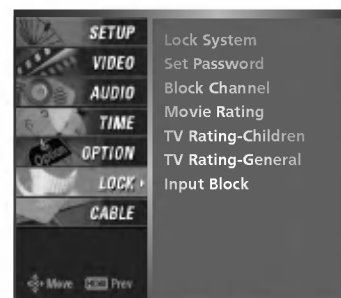 SETUP
VIDEO
AUDIO
TIME
OPTION
LOCK
CABLE
Move Prev
Lock System
Set Password
Block Channel
Movie Rating
TV Rating-Children
TV Rating-General
Input Block